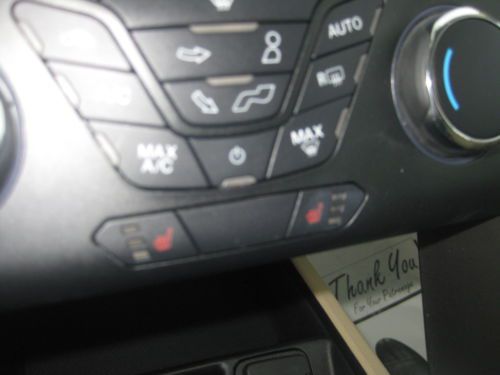 AUTO
R
MAX
A/C
MAX
Thank You
For Your Patronage